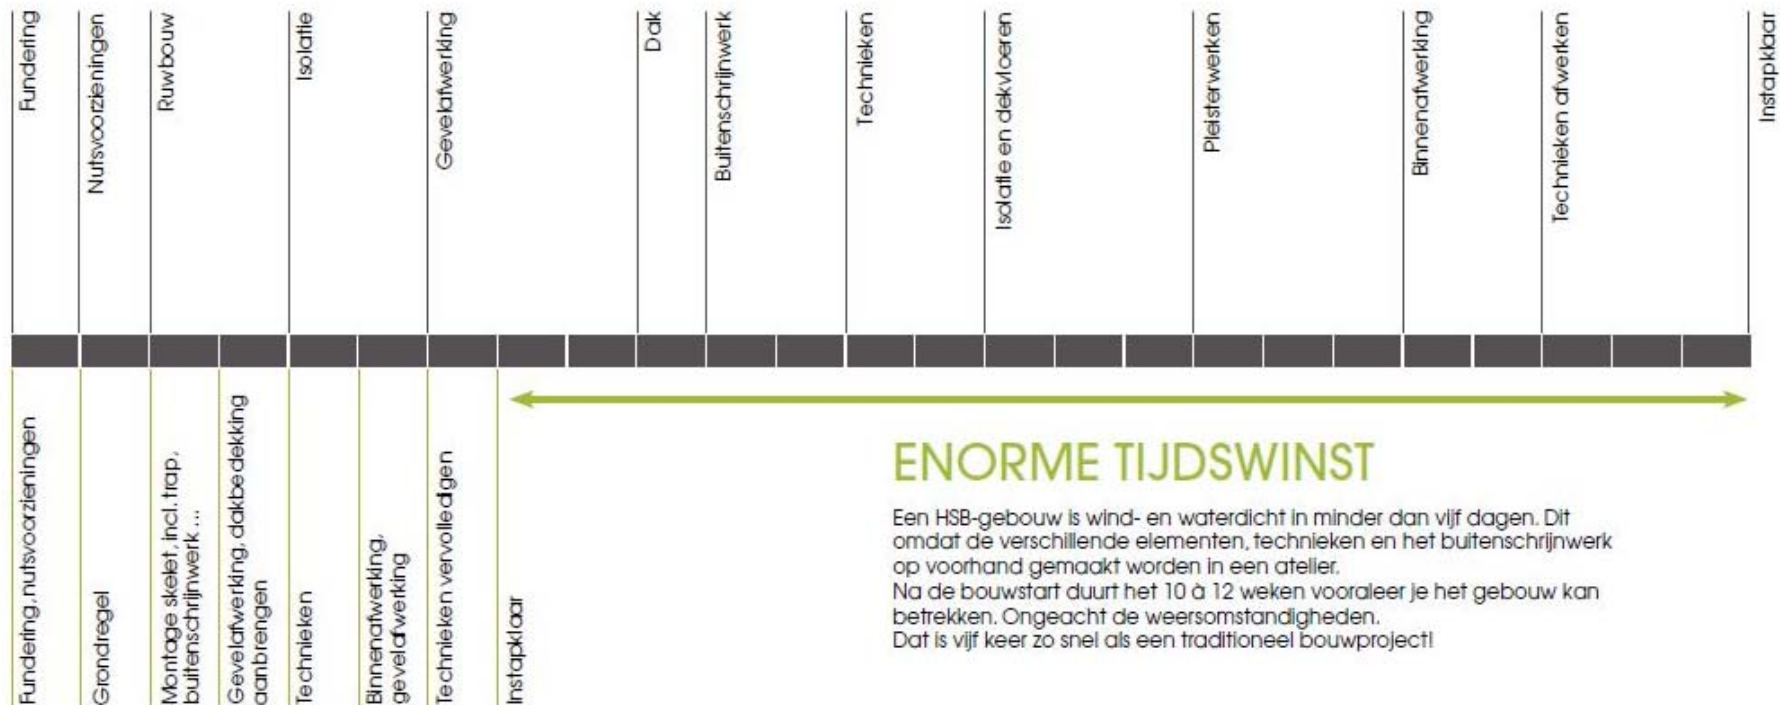 Fundering
Nutsvoorzieningen
Ruwbouw
Isolatie
Gevelafwerking
Dak
Buitenschrijnwerk
Technieken
Isolatie en dekvloeren
Pleisterwerken
Binnenafwerking
Technieken afwerken
Instapklaar
Fundering, nutsvoorzieningen
Grondregel
Montage skelet, incl. trap,
buitenschrijnwerk ...
Gevelafwerking, dakbedekking
aanbrengen
Technieken
Binnenafwerking,
gevelafwerking
Technieken vervolledigen
Instapklaar
ENORME TIJDSWINST
Een HSB-gebouw is wind- en waterdicht in minder dan vijf dagen. Dit
omdat de verschillende elementen, technieken en het buitenschrijnwerk
op voorhand gemaakt worden in een atelier.
Na de bouwstart duurt het 10 à 12 weken vooraleer je het gebouw kan
betrekken. Ongeacht de weersomstandigheden.
Dat is vijf keer zo snel als een traditioneel bouwproject!